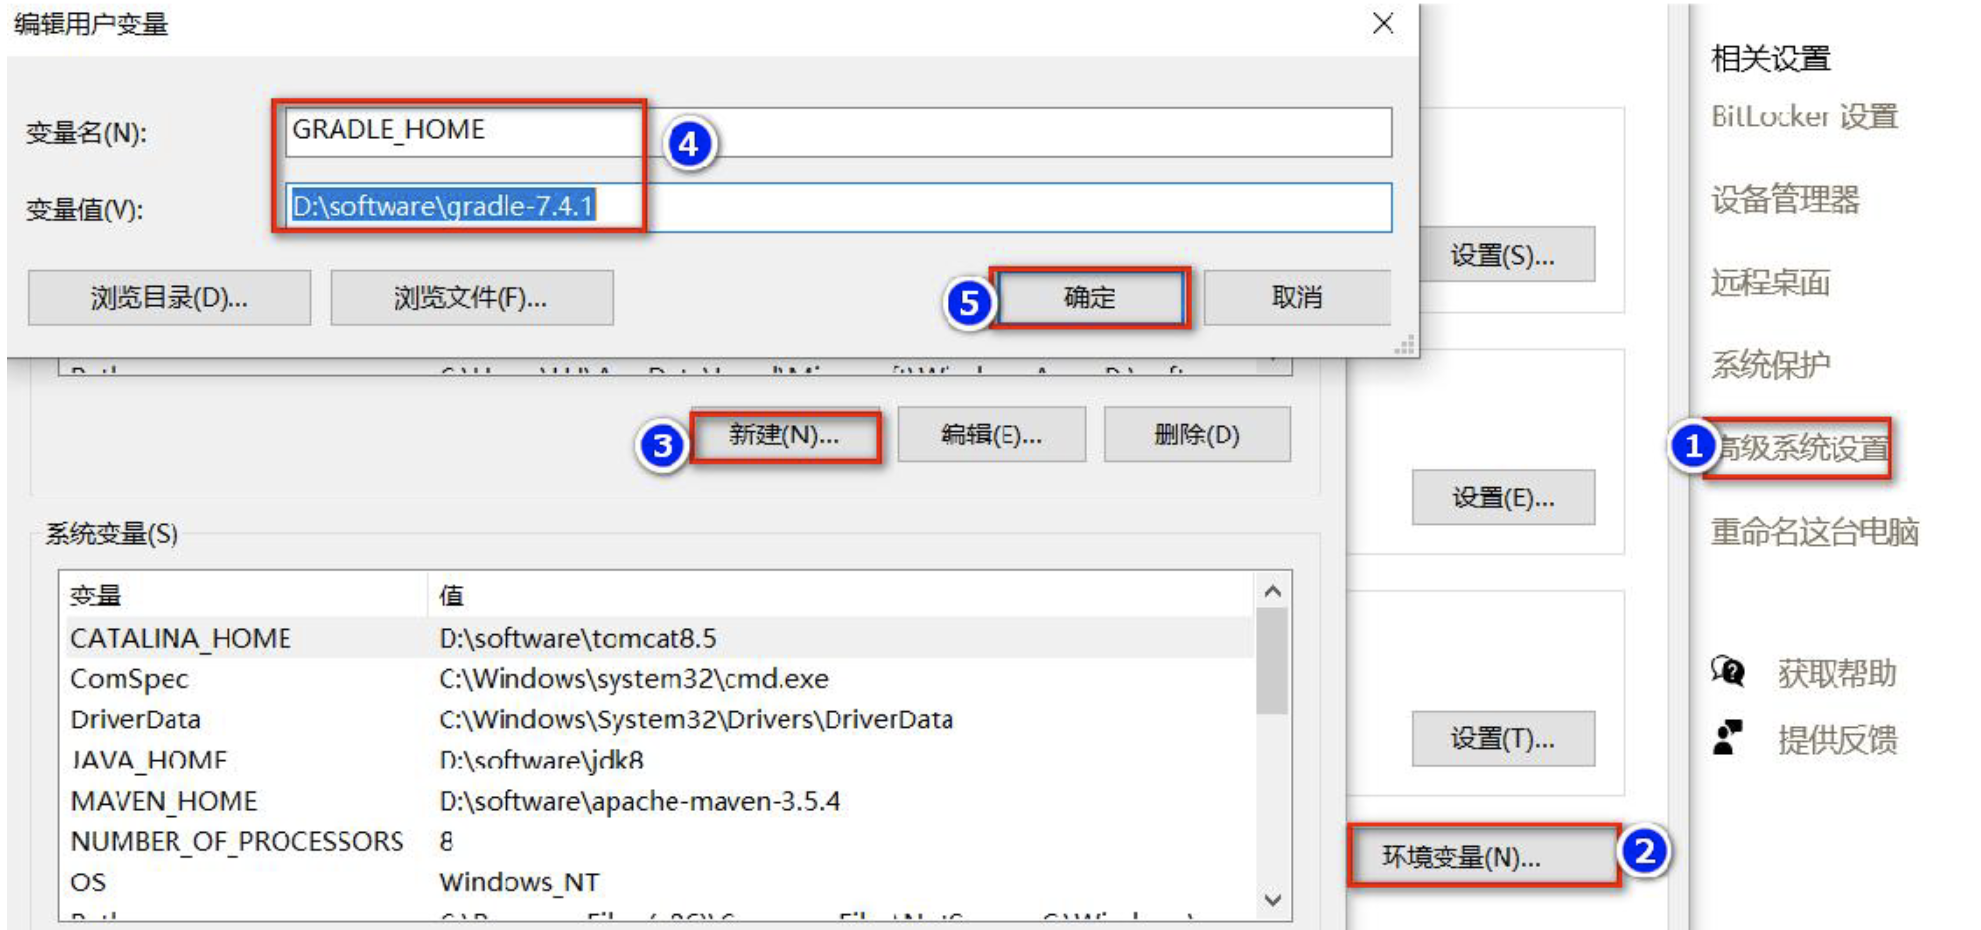 编辑用户变量
变量名(N):
GRADLE_HOME
4
变量值(V):
D:\software\gradle-7.4.1
浏览目录(D)...
浏览文件(F)...
5
确定
取消
3
新建(N)...
编辑(E)...
删除(D)
系统变量(S)
变量 值
CATALINA_HOME D:\software\tomcat8.5
ComSpec C:\Windows\system32\cmd.exe
DriverData C:\Windows\System32\Drivers\DriverData
JAVA_HOME D:\software\jdk8
MAVEN_HOME D:\software\apache-maven-3.5.4
NUMBER_OF_PROCESSORS 8
OS Windows_NT
设置(S)...
设置(E)...
设置(T)...
环境变量(N)...
2
相关设置
BitLocker 设置
设备管理器
远程桌面
系统保护
1
高级系统设置
重命名这台电脑
获取帮助
提供反馈